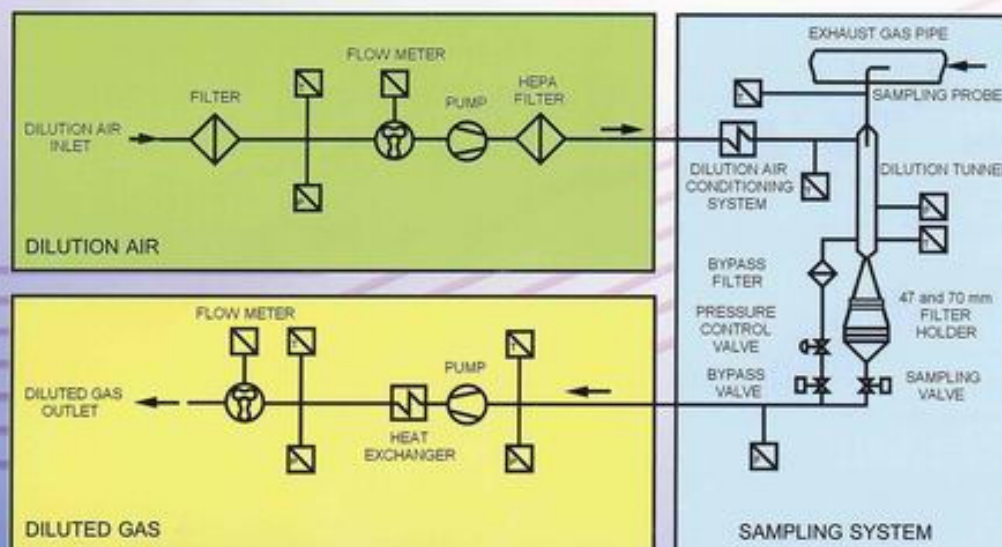 FLOW METER
HEPA
FILTER
FILTER
PUMP
DILUTION AIR
INLET
DILUTION AIR
EXHAUST GAS PIPE
SAMPLING PROBE
DILUTION TUNNEL
DILUTION AIR
CONDITIONING
SYSTEM
BYPASS
FILTER
47 and 70 mm
FILTER
HOLDER
PRESSURE
CONTROL
VALVE
BYPASS
VALVE
SAMPLING
VALVE
SAMPLING SYSTEM
FLOW METER
PUMP
DILUTED GAS
OUTLET
HEAT
EXCHANGER
DILUTED GAS